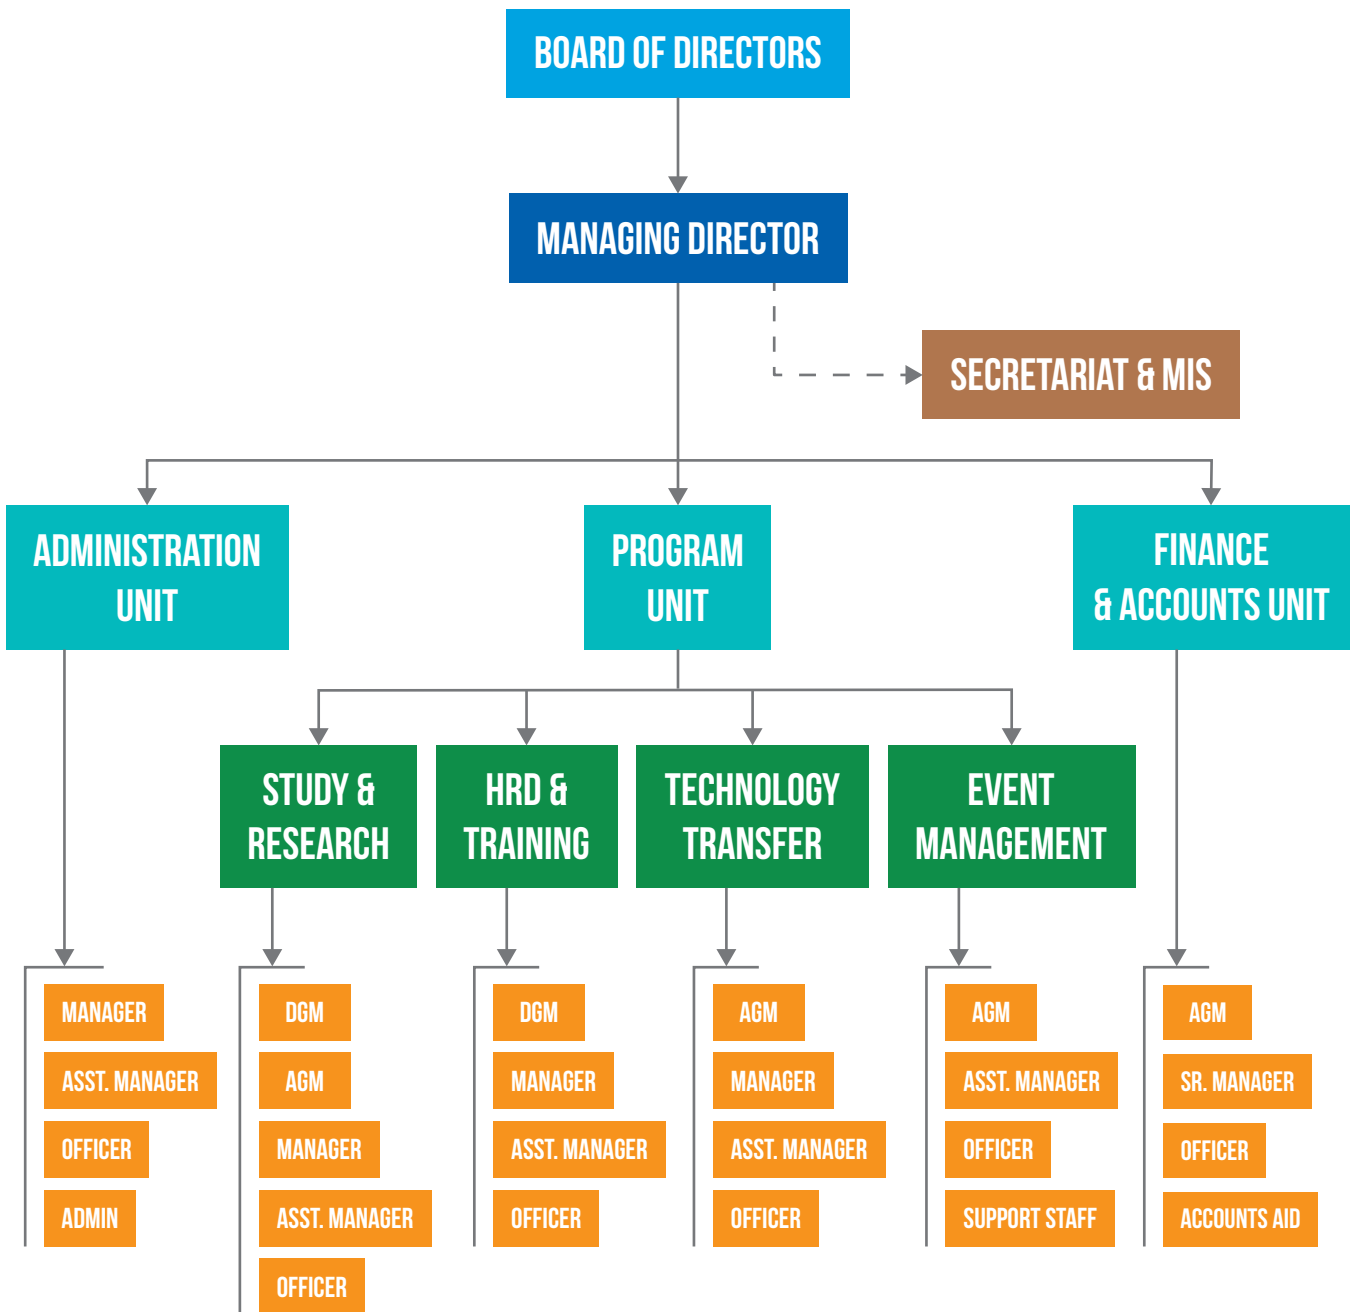 BOARD OF DIRECTORS
MANAGING DIRECTOR
SECRETARIAT & MIS
ADMINISTRATION
UNIT
PROGRAM
UNIT
FINANCE
& ACCOUNTS UNIT
STUDY &
RESEARCH
HRD &
TRAINING
TECHNOLOGY
TRANSFER
EVENT
MANAGEMENT
MANAGER
ASST. MANAGER
OFFICER
ADMIN
DGM
AGM
MANAGER
ASST. MANAGER
OFFICER
DGM
MANAGER
ASST. MANAGER
OFFICER
AGM
MANAGER
ASST. MANAGER
OFFICER
AGM
ASST. MANAGER
OFFICER
SUPPORT STAFF
AGM
SR. MANAGER
OFFICER
ACCOUNTS AID